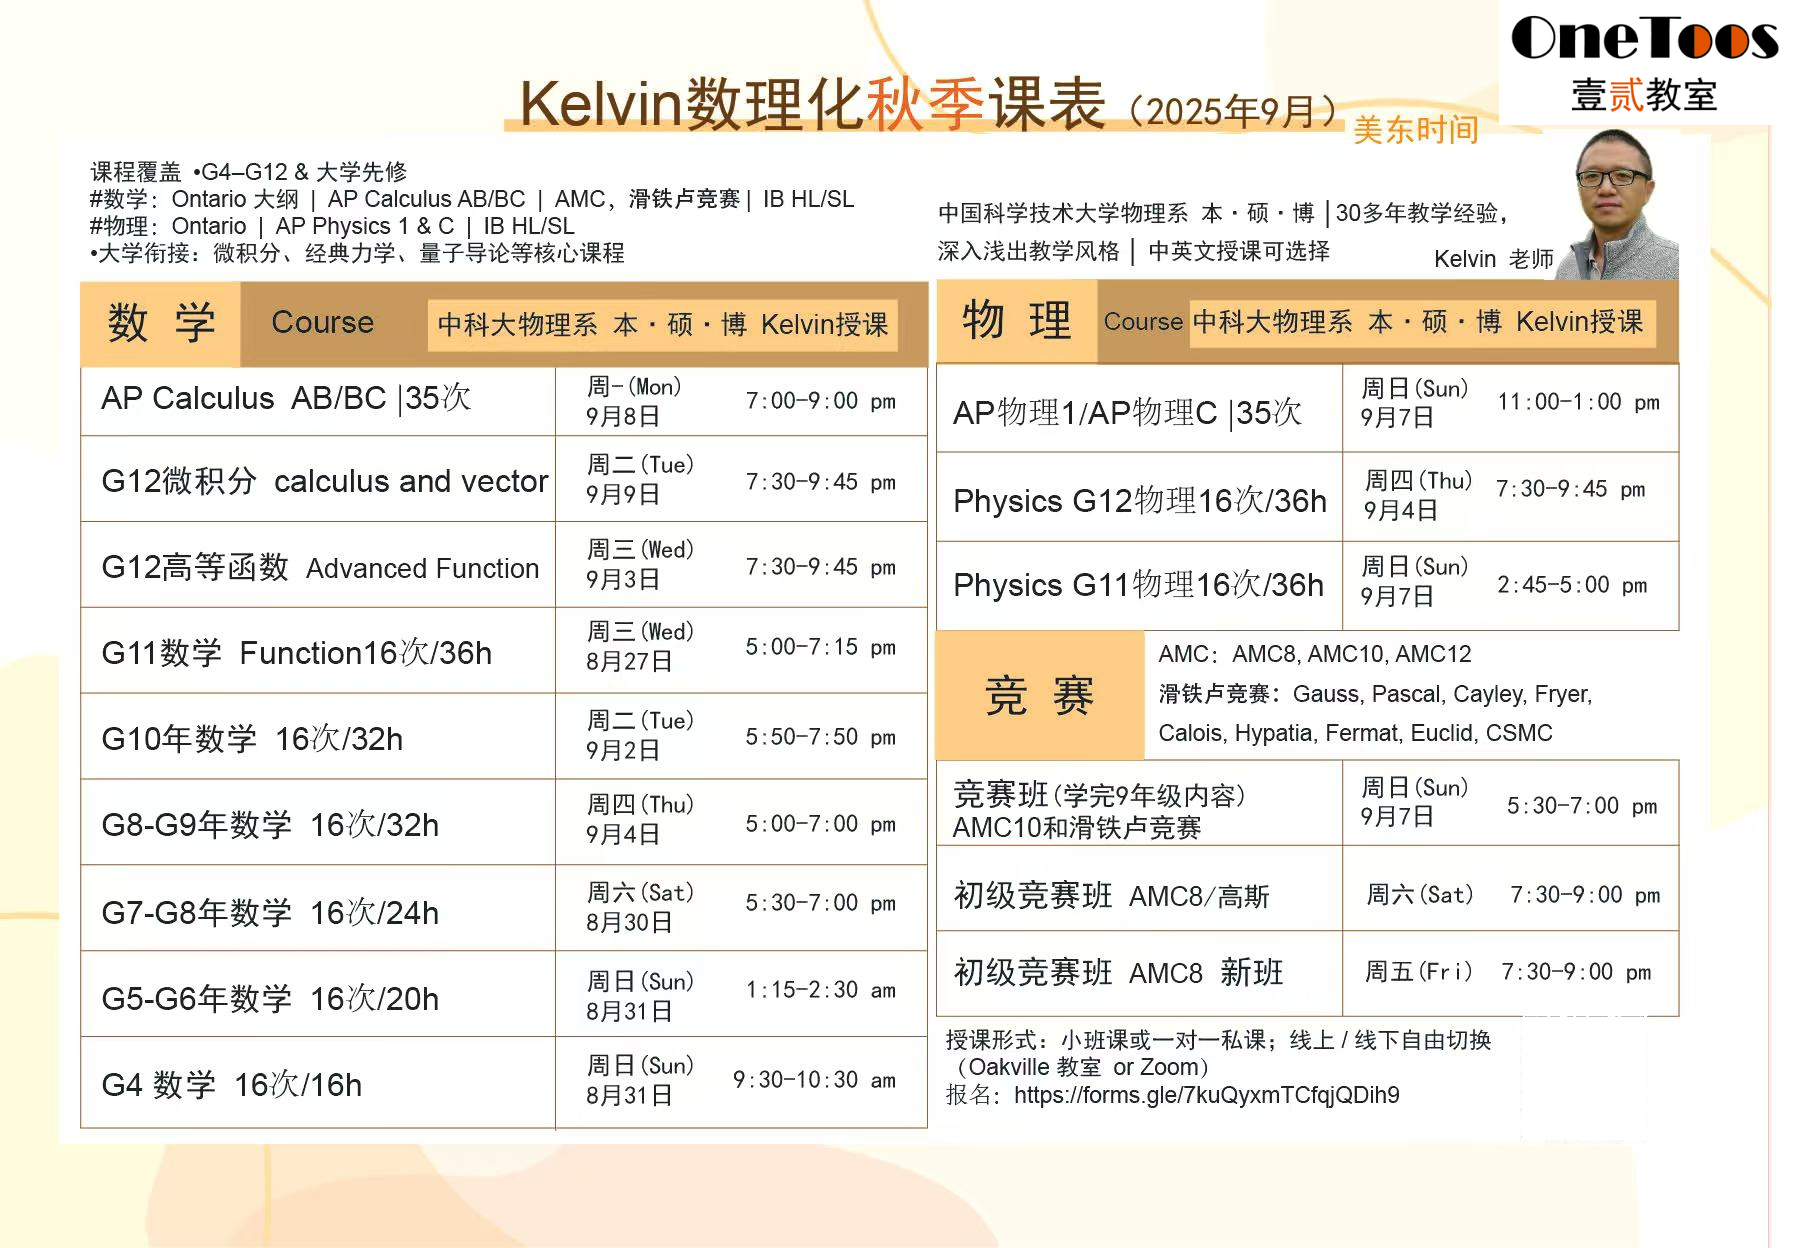 OneToos
壹贰教室
Kelvin数理化秋季课表（2025年9月）
美东时间
课程覆盖 •G4–G12 & 大学先修
#数学：Ontario 大纲 | AP Calculus AB/BC | AMC，滑铁卢竞赛 | IB HL/SL
#物理：Ontario | AP Physics 1 & C | IB HL/SL
•大学衔接：微积分、经典力学、量子导论等核心课程
中国科学技术大学物理系 本·硕·博 |30多年教学经验，
深入浅出教学风格 | 中英文授课可选择
Kelvin 老师
数 学 Course 中科大物理系 本·硕·博 Kelvin授课
AP Calculus AB/BC |35次 周一(Mon) 9月8日 7:00-9:00 pm
G12微积分 calculus and vector 周二(Tue) 9月9日 7:30-9:45 pm
G12高等函数 Advanced Function 周三(Wed) 9月3日 7:30-9:45 pm
G11数学 Function16次/36h 周三(Wed) 8月27日 5:00-7:15 pm
G10年数学 16次/32h 周二(Tue) 9月2日 5:50-7:50 pm
G8-G9年数学 16次/32h 周四(Thu) 9月4日 5:00-7:00 pm
G7-G8年数学 16次/24h 周六(Sat) 8月30日 5:30-7:00 pm
G5-G6年数学 16次/20h 周日(Sun) 8月31日 1:15-2:30 am
G4 数学 16次/16h 周日(Sun) 8月31日 9:30-10:30 am
物 理 Course 中科大物理系 本·硕·博 Kelvin授课
AP物理1/AP物理C |35次 周日(Sun) 9月7日 11:00-1:00 pm
Physics G12物理16次/36h 周四(Thu) 9月4日 7:30-9:45 pm
Physics G11物理16次/36h 周日(Sun) 9月7日 2:45-5:00 pm
竞 赛
AMC：AMC8, AMC10, AMC12
滑铁卢竞赛：Gauss, Pascal, Cayley, Fryer,
Calois, Hypatia, Fermat, Euclid, CSMC
竞赛班(学完9年级内容) 周日(Sun) 9月7日 5:30-7:00 pm
AMC10和滑铁卢竞赛
初级竞赛班 AMC8/高斯 周六(Sat) 7:30-9:00 pm
初级竞赛班 AMC8 新班 周五(Fri) 7:30-9:00 pm
授课形式：小班课或一对一私课；线上 / 线下自由切换
（Oakville 教室 or Zoom）
报名：https://forms.gle/7kuQyxmTCfqjQDih9